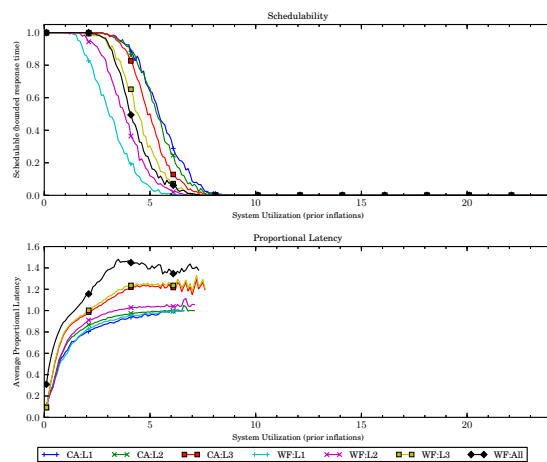 Schedulability
1.0
0.8
0.6
0.4
0.2
0.0
Schedulable (bounded response time)
0 5 10 15 20
System Utilization (prior inflations)
Proportional Latency
1.6
1.4
1.2
1.0
0.8
0.6
0.4
0.2
0.0
Average Proportional Latency
0 5 10 15 20
System Utilization (prior inflations)
CA:L1 CA:L2 CA:L3 WF:L1 WF:L2 WF:L3 WF:All